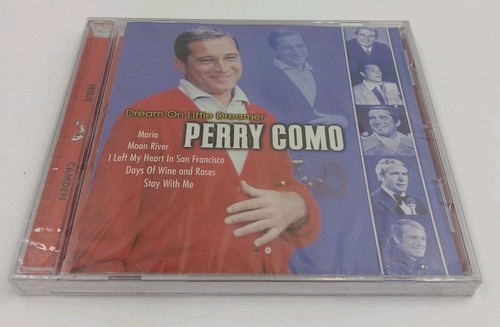 Dream On Little Dreamer
PERRY COMO
Maria
Moon River
I Left My Heart In San Francisco
Days Of Wine and Roses
Stay With Me
RCA
CAMDEN